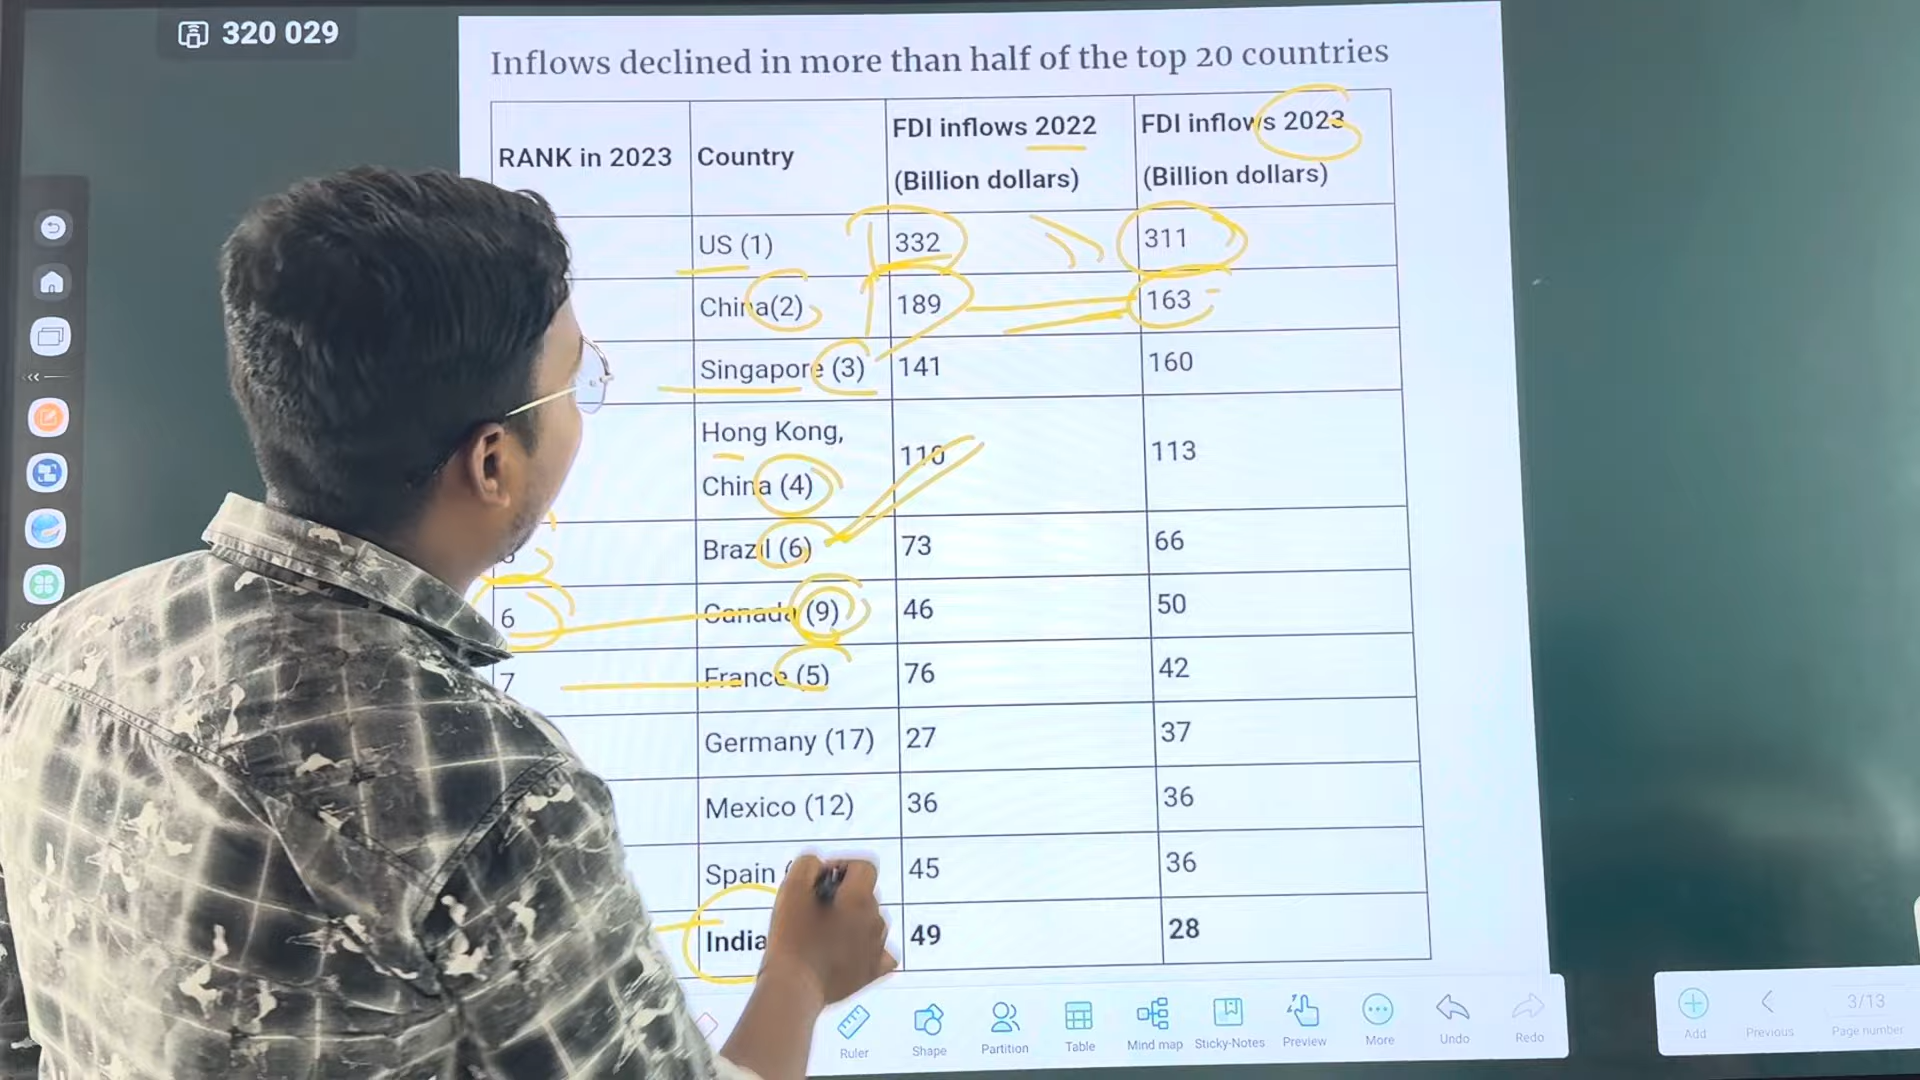 320 029
Inflows declined in more than half of the top 20 countries
RANK in 2023 Country FDI inflows 2022 (Billion dollars) FDI inflows 2023 (Billion dollars)
US (1) 332 311
China(2) 189 163
Singapore (3) 141 160
Hong Kong,
China (4) 110 113
Brazil (6) 73 66
6 Canada (9) 46 50
7 France (5) 76 42
Germany (17) 27 37
Mexico (12) 36 36
Spain 45 36
India 49 28
Ruler Shape Partition Table Mind map Sticky-Notes Preview More Undo Redo
3/13
Add Previous Page number